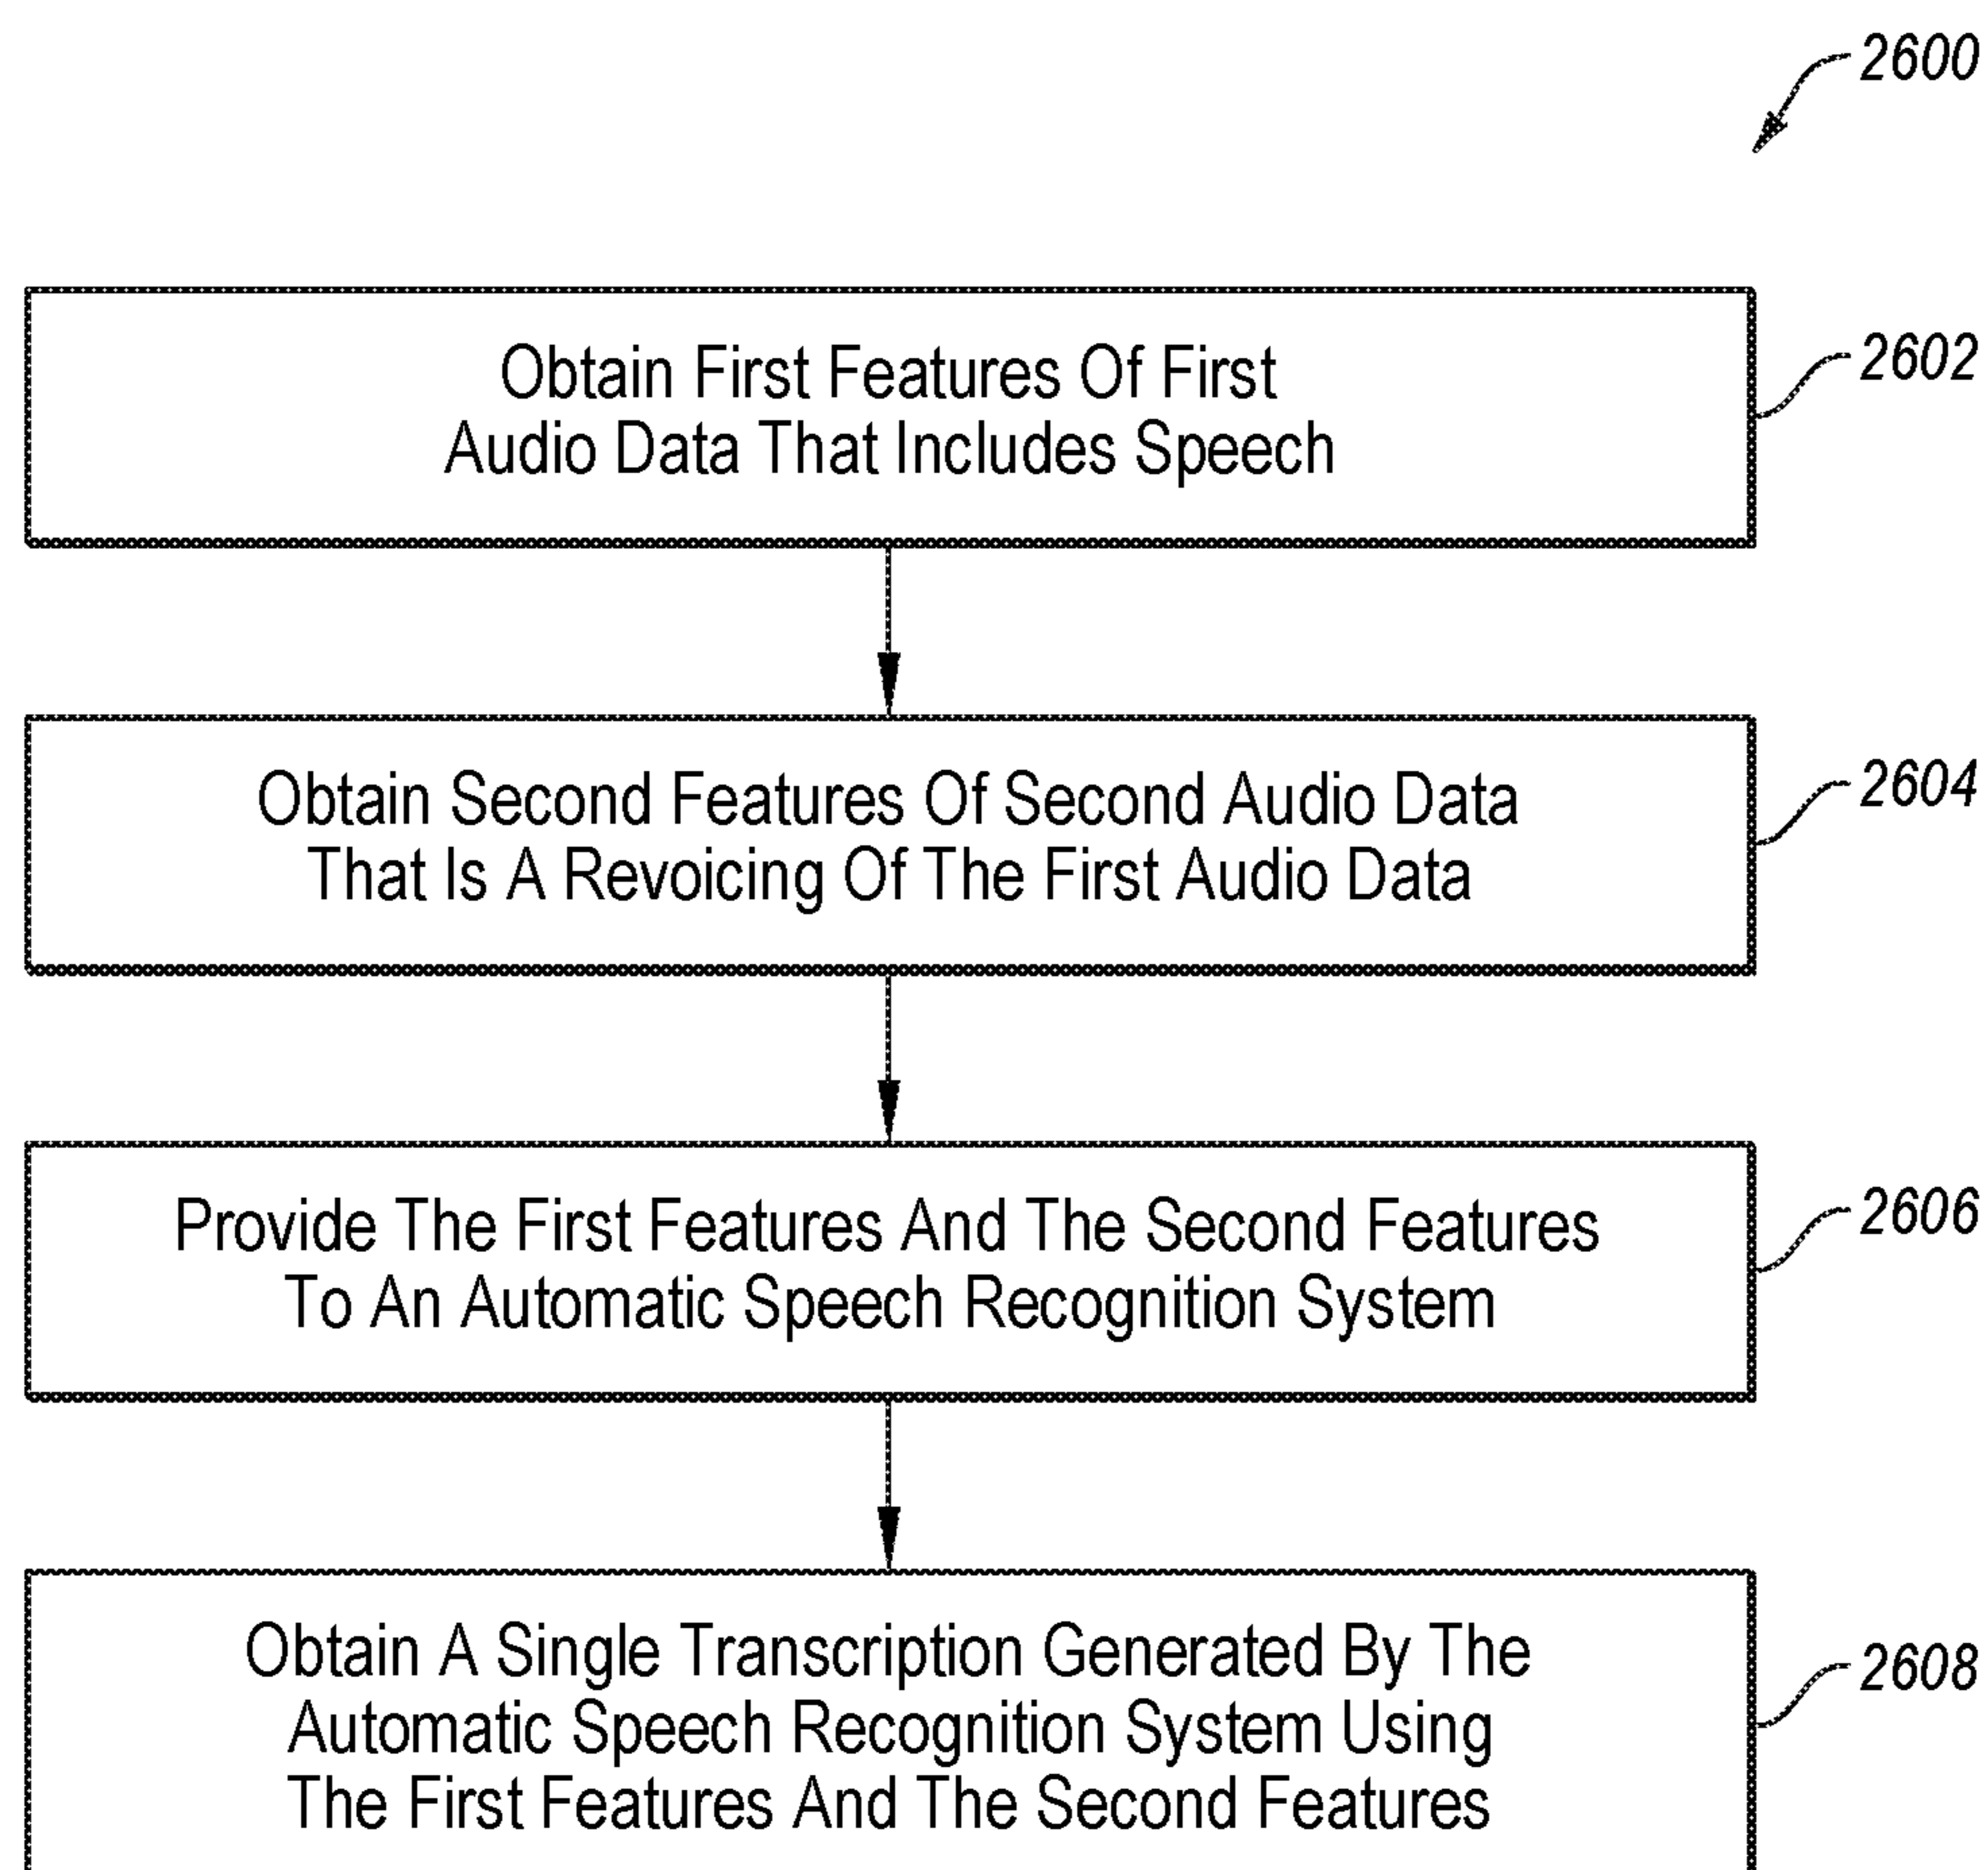 2600
Obtain First Features Of First
Audio Data That Includes Speech
2602
Obtain Second Features Of Second Audio Data
That Is A Revoicing Of The First Audio Data
2604
Provide The First Features And The Second Features
To An Automatic Speech Recognition System
2606
Obtain A Single Transcription Generated By The
Automatic Speech Recognition System Using
The First Features And The Second Features
2608